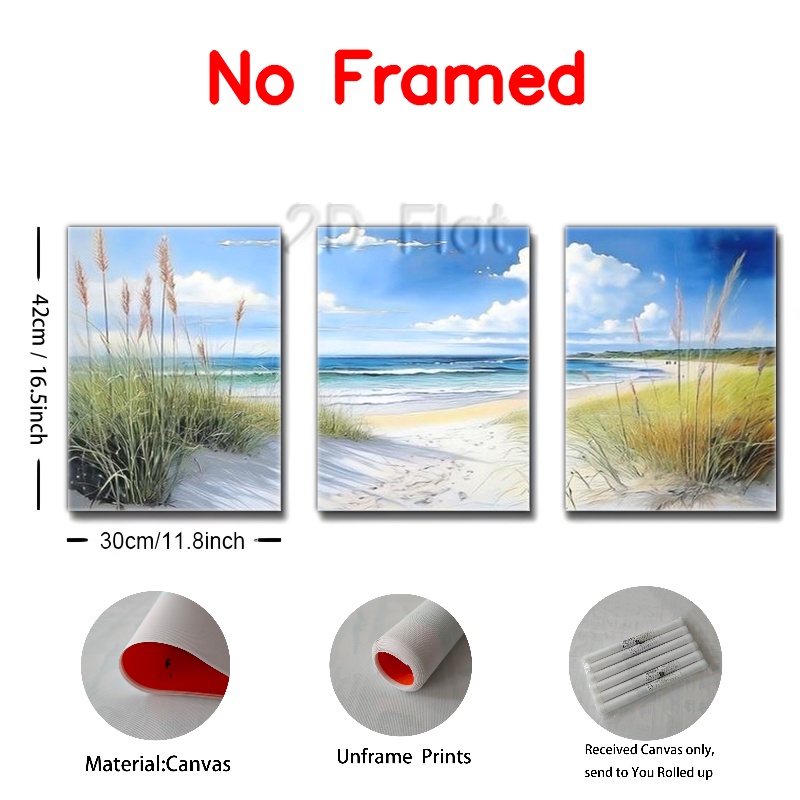 No Framed
2D Flat
42cm / 16.5inch
30cm/11.8inch
Material:Canvas
Unframe Prints
Received Canvas only,
send to You Rolled up